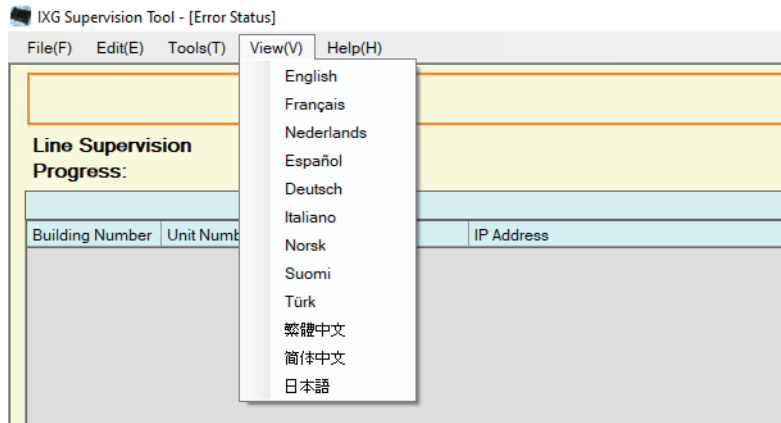 IXG Supervision Tool - [Error Status]
File(F) Edit(E) Tools(T) View(V) Help(H)
English
Français
Nederlands
Español
Deutsch
Italiano
Norsk
Suomi
Türk
繁體中文
简体中文
日本語
Line Supervision
Progress:
Building Number Unit Numb IP Address